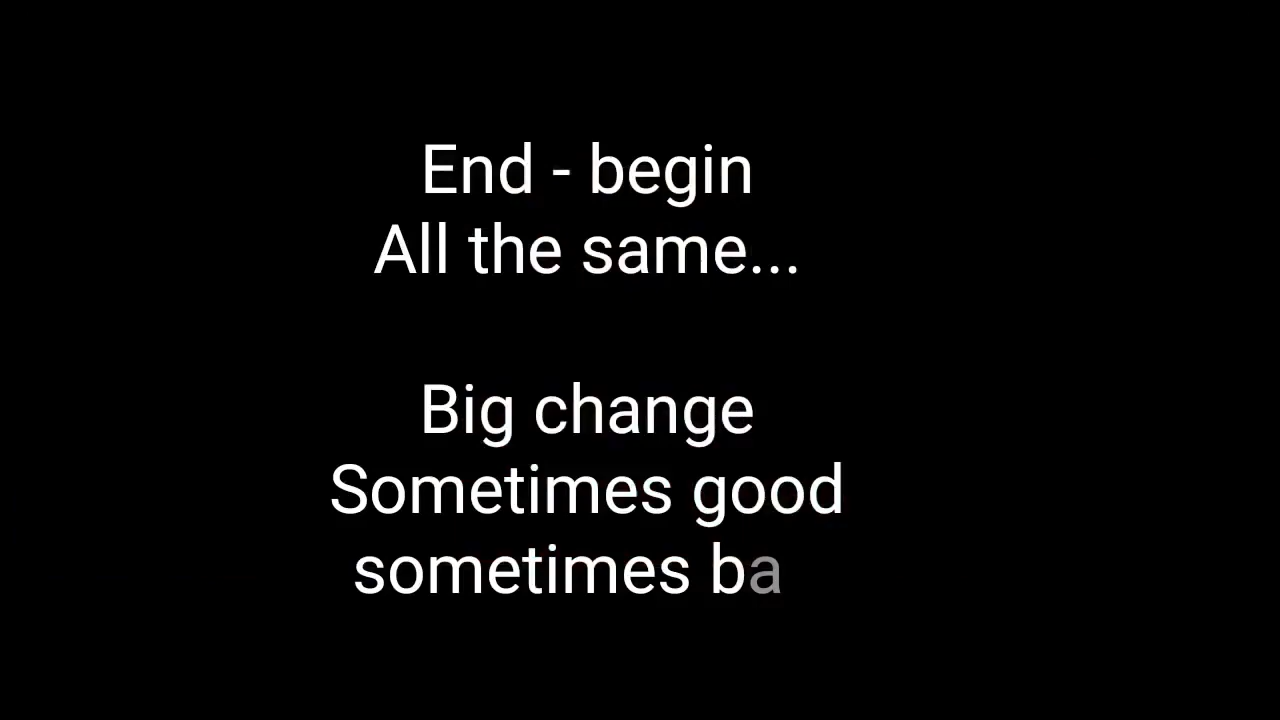 End - begin
All the same...
Big change
Sometimes good
sometimes ba